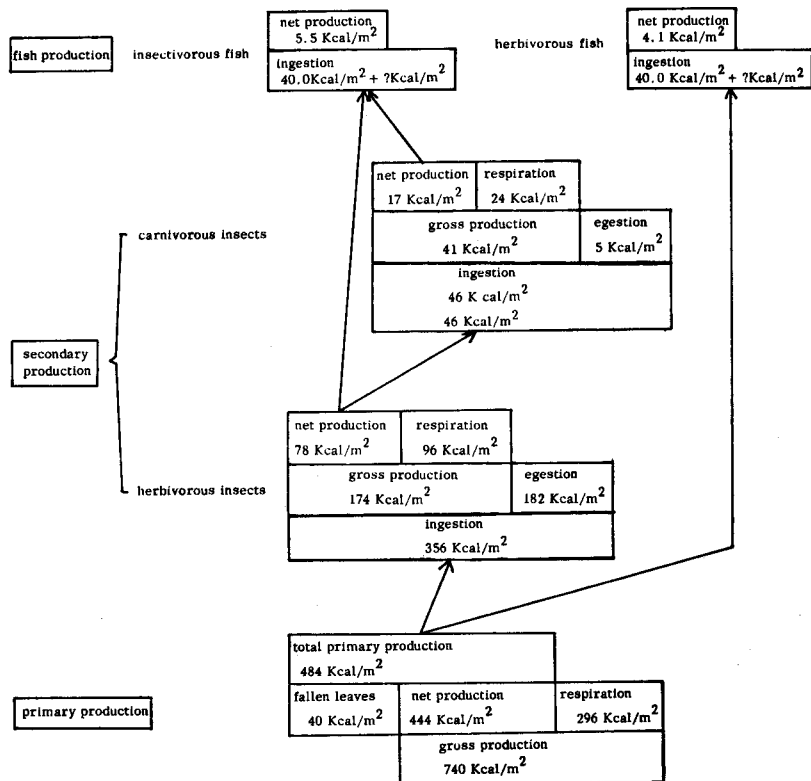 net production
5.5 Kcal/m²
net production
4.1 Kcal/m²
fish production
insectivorous fish
herbivorous fish
ingestion
40.0Kcal/m² + ?Kcal/m²
ingestion
40.0 Kcal/m² + ?Kcal/m²
net production
17 Kcal/m²
respiration
24 Kcal/m²
carnivorous insects
gross production
41 Kcal/m²
egestion
5 Kcal/m²
ingestion
46 K cal/m²
46 Kcal/m²
secondary
production
net production
78 Kcal/m²
respiration
96 Kcal/m²
herbivorous insects
gross production
174 Kcal/m²
egestion
182 Kcal/m²
ingestion
356 Kcal/m²
total primary production
484 Kcal/m²
primary production
fallen leaves
40 Kcal/m²
net production
444 Kcal/m²
respiration
296 Kcal/m²
gross production
740 Kcal/m²